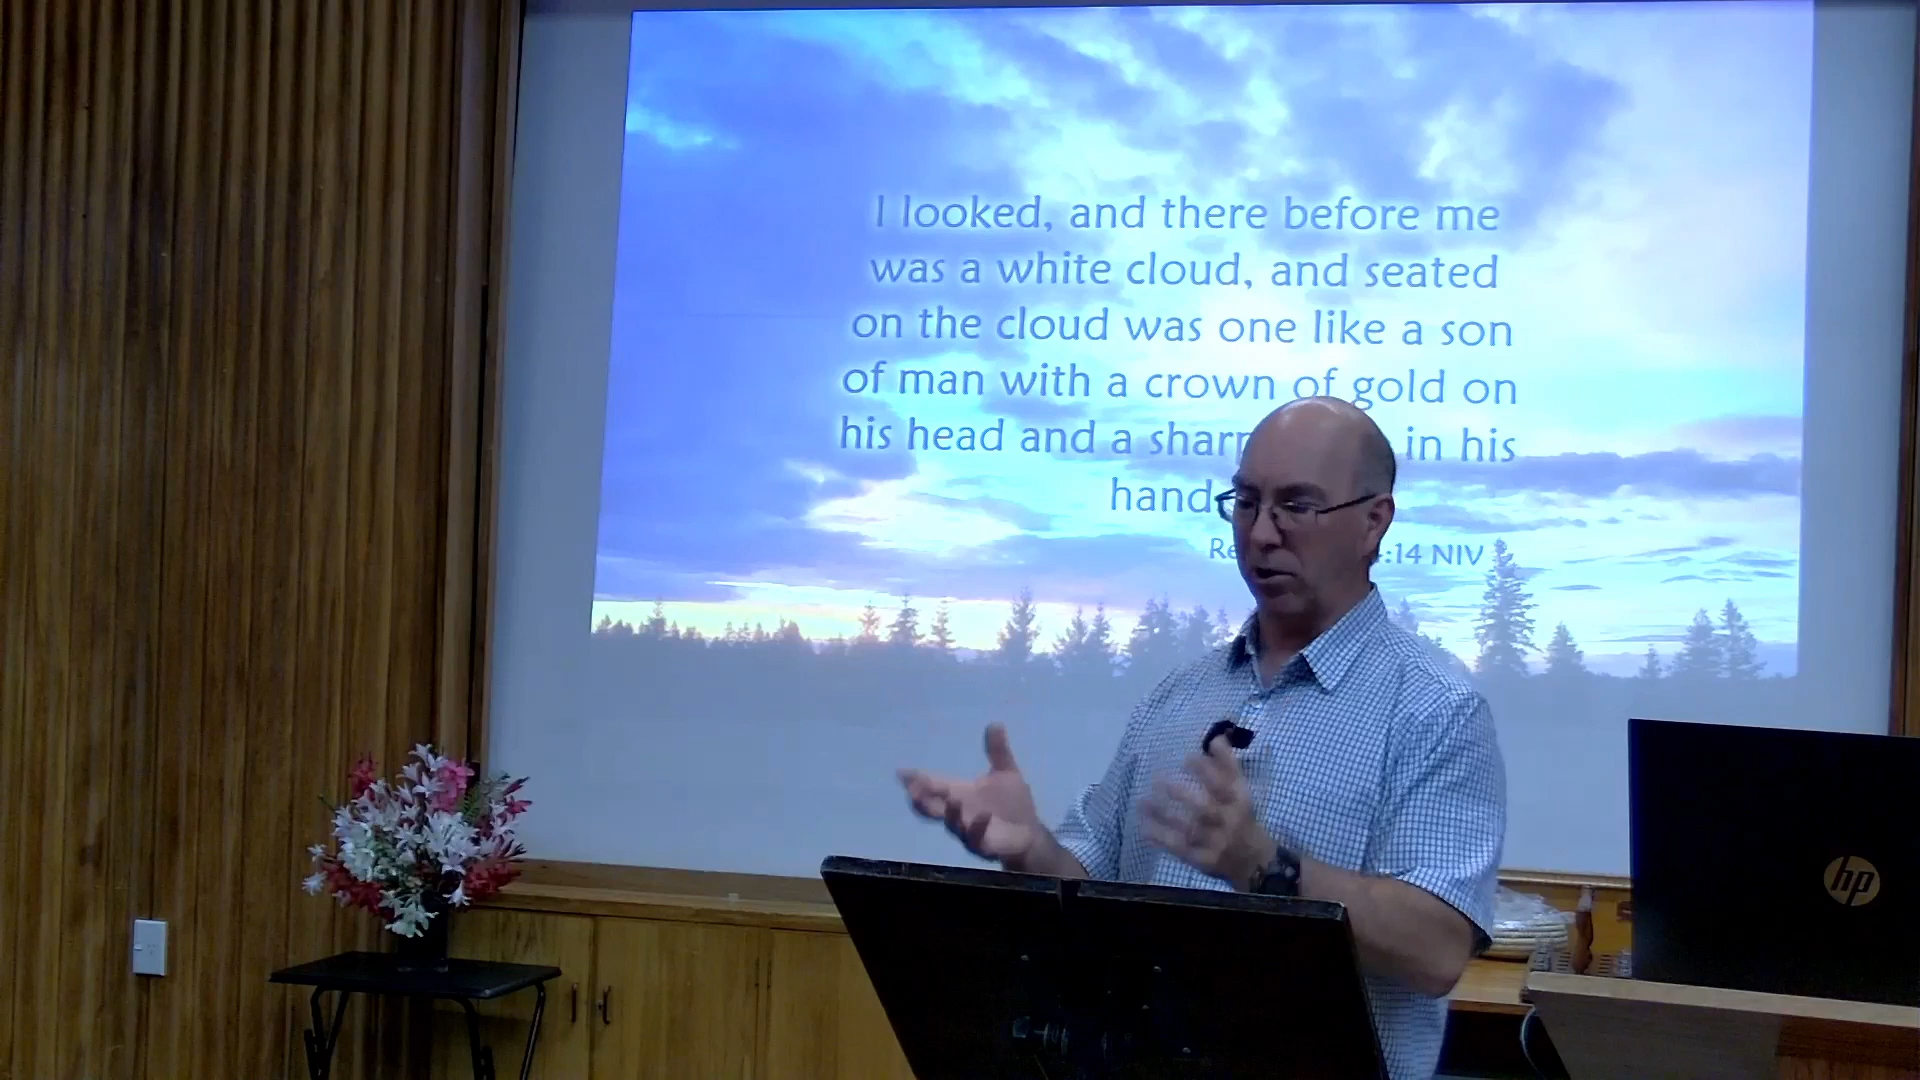 I looked, and there before me
was a white cloud, and seated
on the cloud was one like a son
of man with a crown of gold on
his head and a sharp in his
hand
:14 NIV
hp